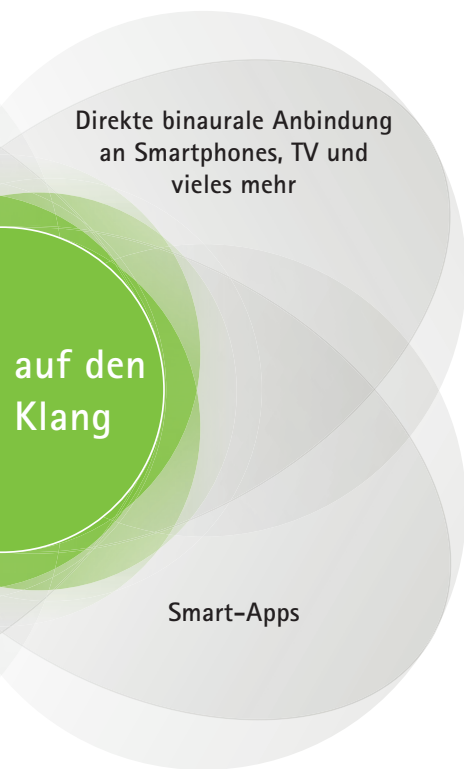 Direkte binaurale Anbindung
an Smartphones, TV und
vieles mehr
auf den
Klang
Smart-Apps